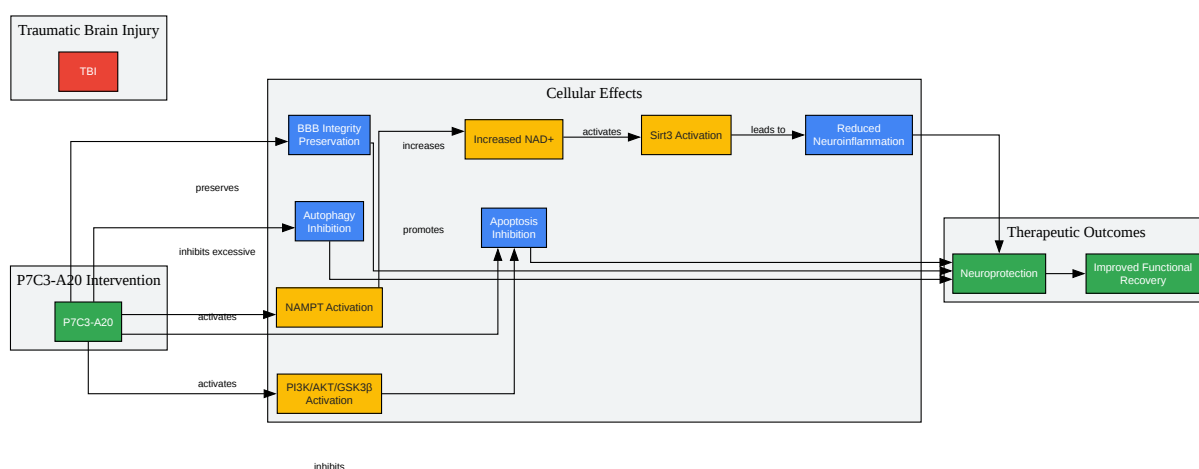 Traumatic Brain Injury
TBI
Cellular Effects
BBB Integrity
Preservation
increases
Increased NAD+
activates
Sirt3 Activation
leads to
Reduced
Neuroinflammation
preserves
Autophagy
Inhibition
promotes
Apoptosis
Inhibition
inhibits excessive
Therapeutic Outcomes
Neuroprotection
Improved Functional
Recovery
P7C3-A20 Intervention
P7C3-A20
activates
NAMPT Activation
activates
PI3K/AKT/GSK3β
Activation
inhibits